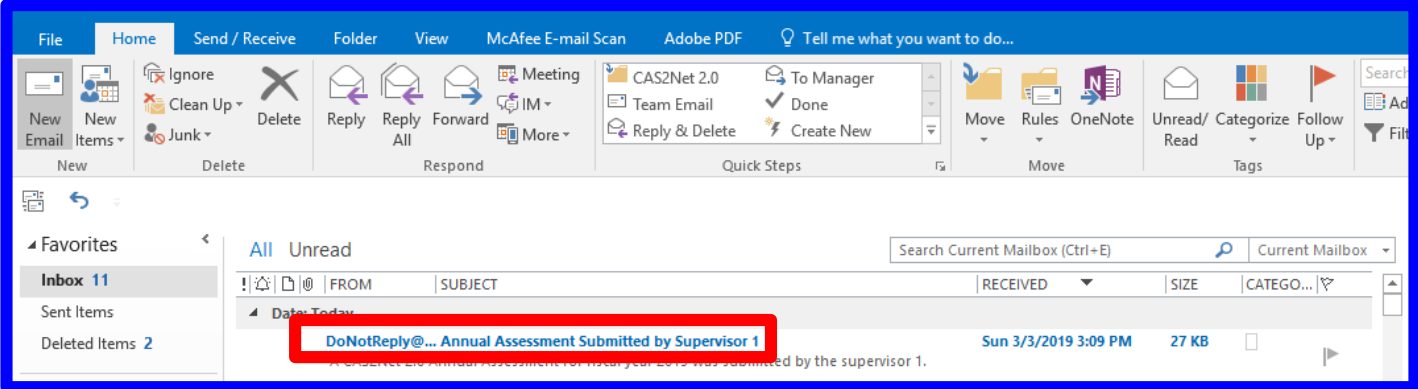 File Home Send / Receive Folder View McAfee E-mail Scan Adobe PDF Tell me what you want to do...
New Email
New Items
Ignore
Clean Up
Junk
Delete
Reply
Reply All
Forward
Meeting
IM
More
CAS2Net 2.0
Team Email
Reply & Delete
To Manager
Done
Create New
Move
Rules
OneNote
Unread/ Read
Categorize
Follow Up
Search
Ad
Filt
New Delete Respond Quick Steps Move Tags
Favorites
All Unread
Search Current Mailbox (Ctrl+E) Current Mailbox
Inbox 11
! FROM SUBJECT RECEIVED SIZE CATEGO...
Sent Items
Date: Today
Deleted Items 2
DoNotReply@... Annual Assessment Submitted by Supervisor 1 Sun 3/3/2019 3:09 PM 27 KB
A CAS2Net 2.0 Annual Assessment for fiscal year 2019 was submitted by the supervisor 1.